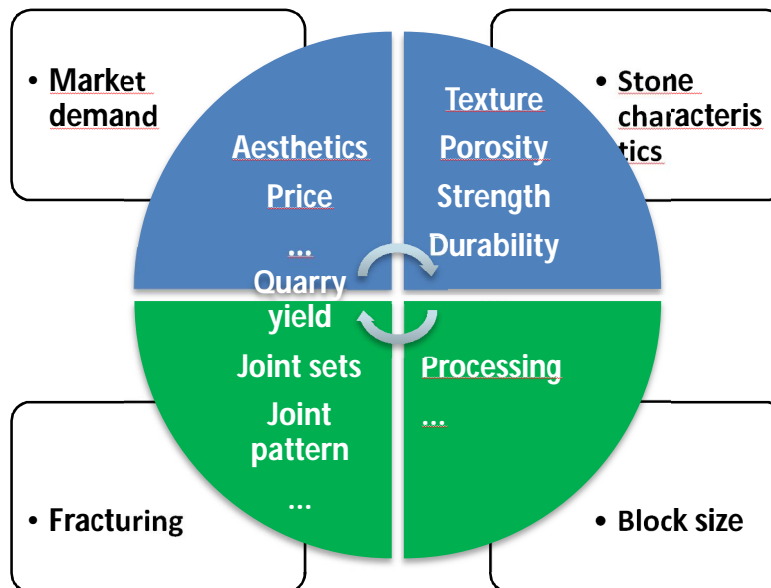 • Market
demand
Aesthetics
Price
...
Texture
Porosity
Strength
Durability
• Stone
characteris
tics
Quarry
yield
Joint sets
Joint
pattern
...
• Fracturing
Processing
...
• Block size